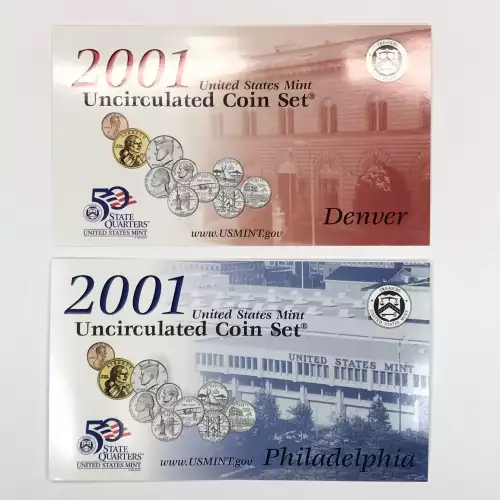 2001 United States Mint
Uncirculated Coin Set®
50
STATE
QUARTERS
UNITED STATES MINT
www.USMINT.gov
Denver
2001 United States Mint
Uncirculated Coin Set®
UNITED STATES MINT
50
STATE
QUARTERS
UNITED STATES MINT
www.USMINT.gov
Philadelphia